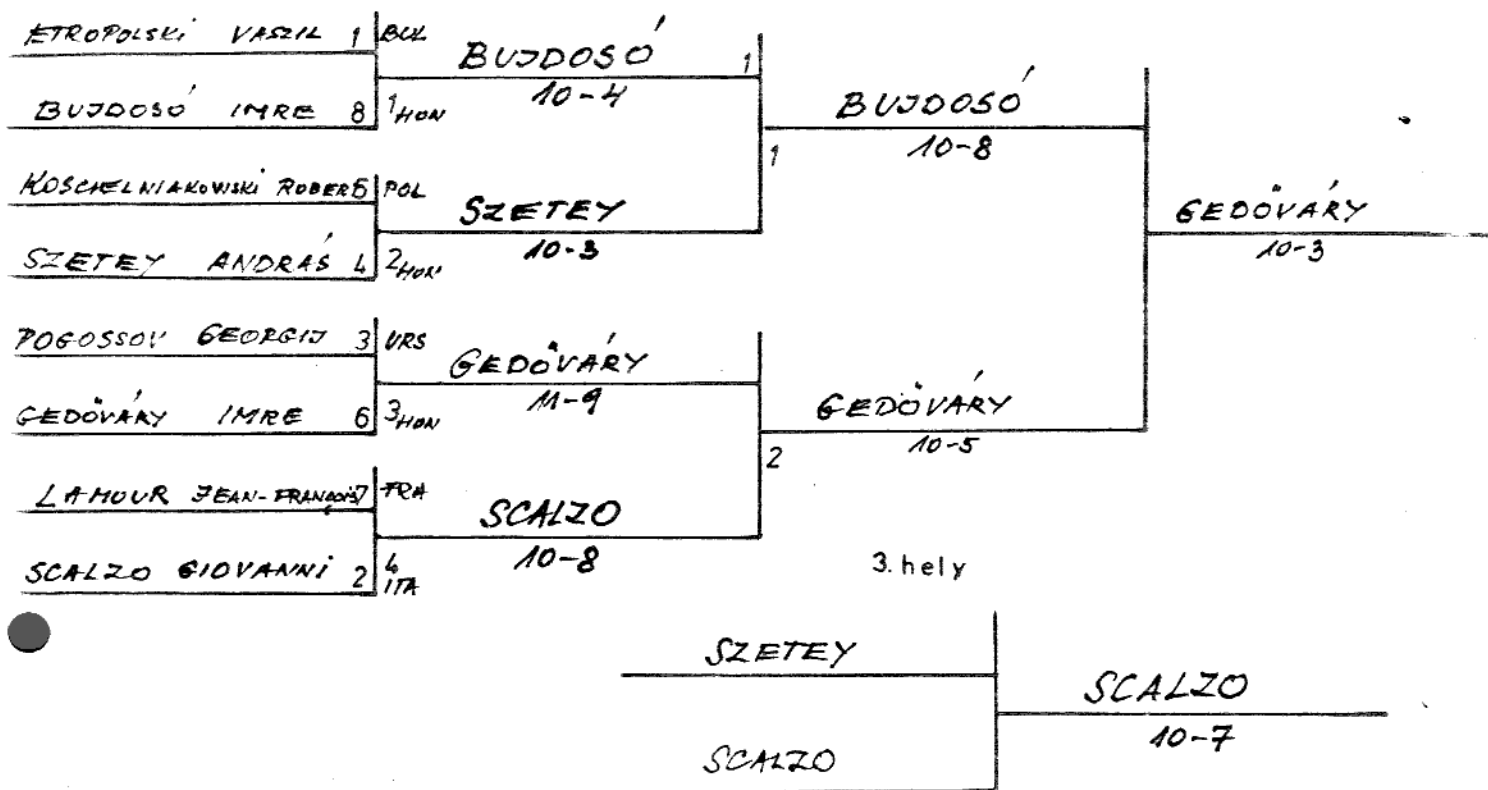 ETROPOLSKI VASZIL 1 BUL
BUJDOSÓ 1
10-4
BUJDOSÓ IMRE 8 1 HON
BUJDOSÓ
10-8
1
KOSCHELNIAKOWSKI ROBER 5 POL
SZETEY
10-3
SZETEY ANDRÁS 4 2 HON
GEDÖVÁRY
10-3
POGOSSOV GEORGIJ 3 URS
GEDÖVÁRY
11-9
GEDÖVÁRY IMRE 6 3 HON
GEDÖVÁRY
10-5
2
LAMOUR JEAN-FRANÇOIS 7 FRA
SCALZO
10-8
SCALZO GIOVANNI 2 4 ITA
3. hely
SZETEY
SCALZO
10-7
SCALZO